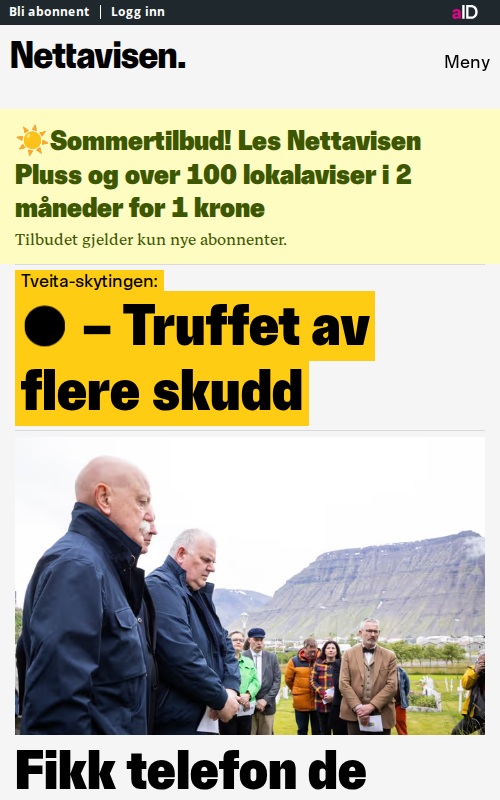 Bli abonnent
Logg inn
aID
Nettavisen.
Meny
☀️Sommertilbud! Les Nettavisen
Pluss og over 100 lokalaviser i 2
måneder for 1 krone
Tilbudet gjelder kun nye abonnenter.
Tveita-skytingen:
● – Truffet av
flere skudd
Fikk telefon de